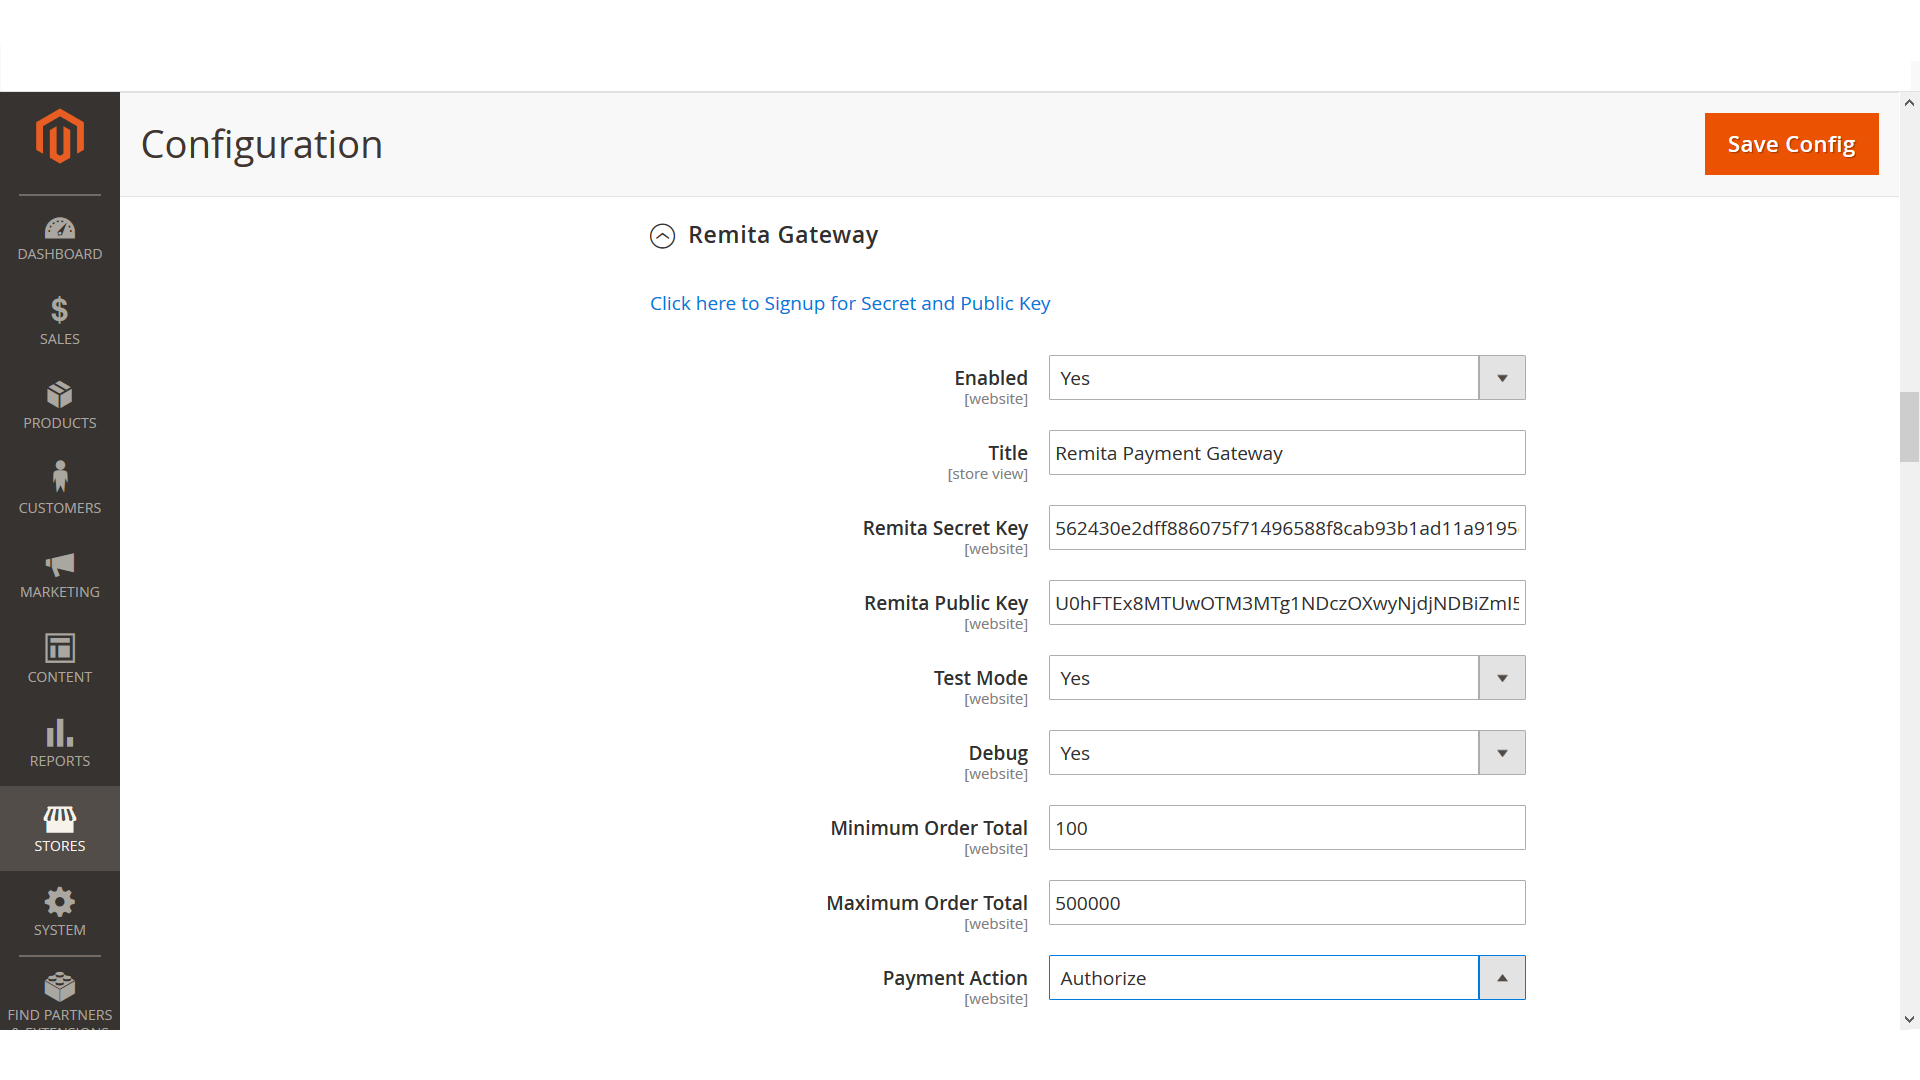 Configuration
Save Config
DASHBOARD
SALES
PRODUCTS
CUSTOMERS
MARKETING
CONTENT
REPORTS
STORES
SYSTEM
FIND PARTNERS
& EXTENSIONS
Remita Gateway
Click here to Signup for Secret and Public Key
Enabled
[website]
Yes
Title
[store view]
Remita Payment Gateway
Remita Secret Key
[website]
562430e2dff886075f71496588f8cab93b1ad11a9195
Remita Public Key
[website]
U0hFTEx8MTUwOTM3MTg1NDczOXwyNjdjNDBiZmI5
Test Mode
[website]
Yes
Debug
[website]
Yes
Minimum Order Total
[website]
100
Maximum Order Total
[website]
500000
Payment Action
[website]
Authorize